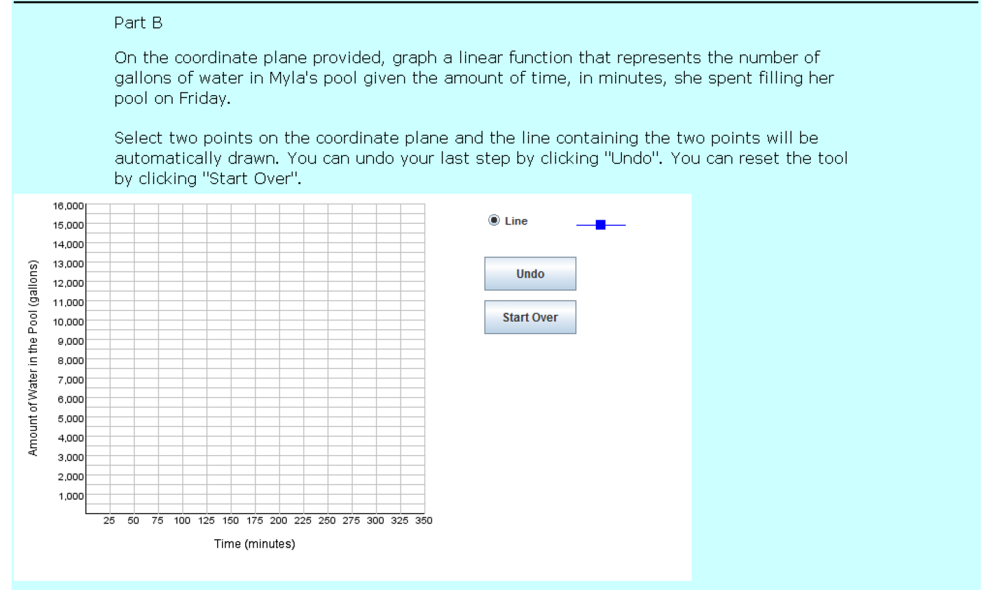 Part B
On the coordinate plane provided, graph a linear function that represents the number of
gallons of water in Myla's pool given the amount of time, in minutes, she spent filling her
pool on Friday.
Select two points on the coordinate plane and the line containing the two points will be
automatically drawn. You can undo your last step by clicking "Undo". You can reset the tool
by clicking "Start Over".
16,000
15,000
14,000
13,000
12,000
11,000
10,000
9,000
8,000
7,000
6,000
5,000
4,000
3,000
2,000
1,000
Amount of Water in the Pool (gallons)
25 50 75 100 125 150 175 200 225 250 275 300 325 350
Time (minutes)
Line
Undo
Start Over